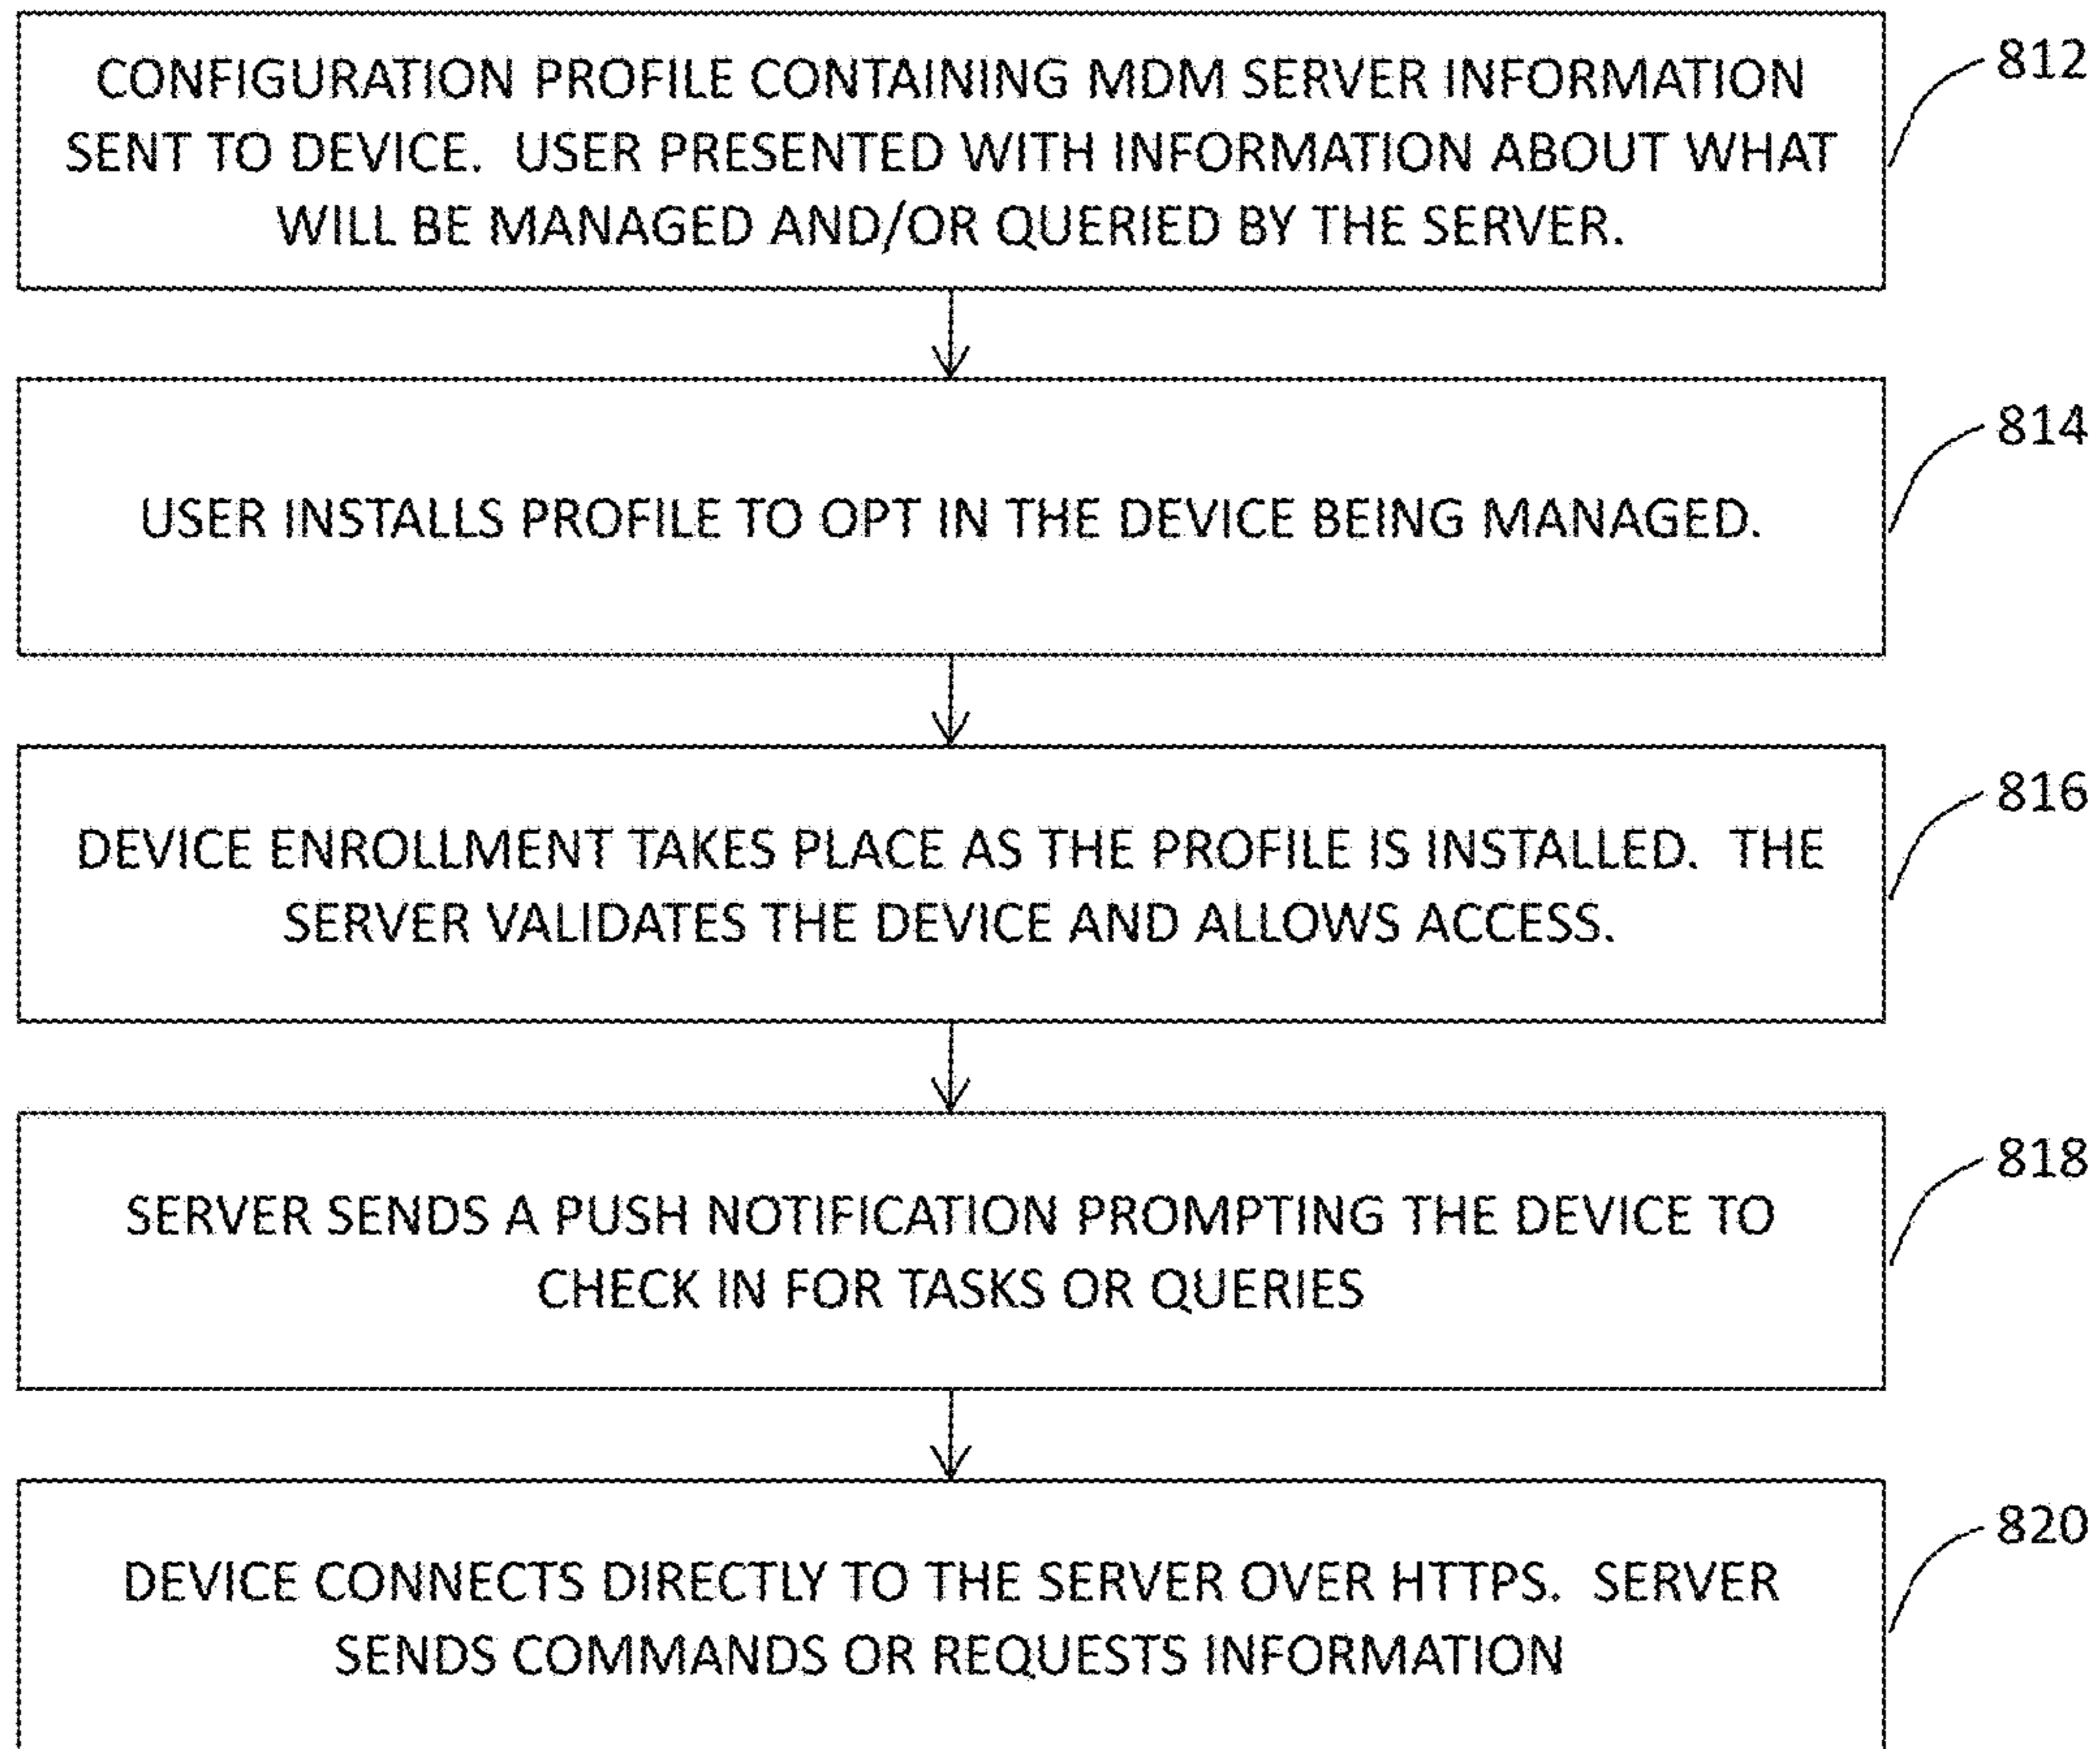 CONFIGURATION PROFILE CONTAINING MDM SERVER INFORMATION
SENT TO DEVICE.  USER PRESENTED WITH INFORMATION ABOUT WHAT
WILL BE MANAGED AND/OR QUERIED BY THE SERVER.
812
USER INSTALLS PROFILE TO OPT IN THE DEVICE BEING MANAGED.
814
DEVICE ENROLLMENT TAKES PLACE AS THE PROFILE IS INSTALLED.  THE
SERVER VALIDATES THE DEVICE AND ALLOWS ACCESS.
816
SERVER SENDS A PUSH NOTIFICATION PROMPTING THE DEVICE TO
CHECK IN FOR TASKS OR QUERIES
818
DEVICE CONNECTS DIRECTLY TO THE SERVER OVER HTTPS.  SERVER
SENDS COMMANDS OR REQUESTS INFORMATION
820